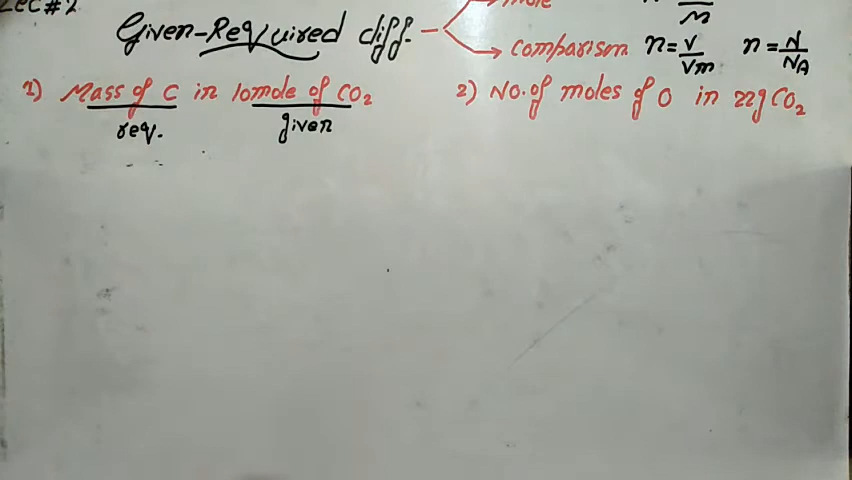 Lec#2
mole
M
Given-Required diff.
comparism n=V/Vm n=N/NA
1) Mass of C in 10mole of CO2
2) NO. of moles of O in 22g CO2
req.
given